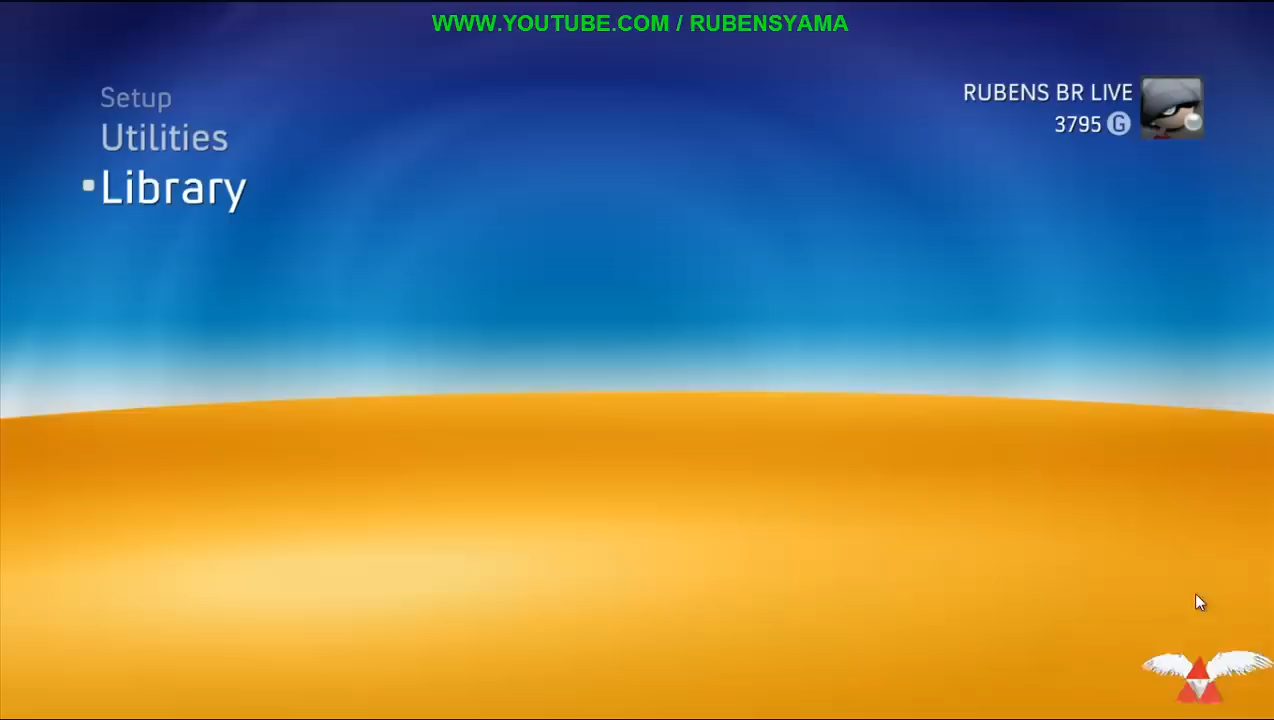 WWW.YOUTUBE.COM / RUBENSYAMA
Setup
Utilities
Library
RUBENS BR LIVE
3795 G